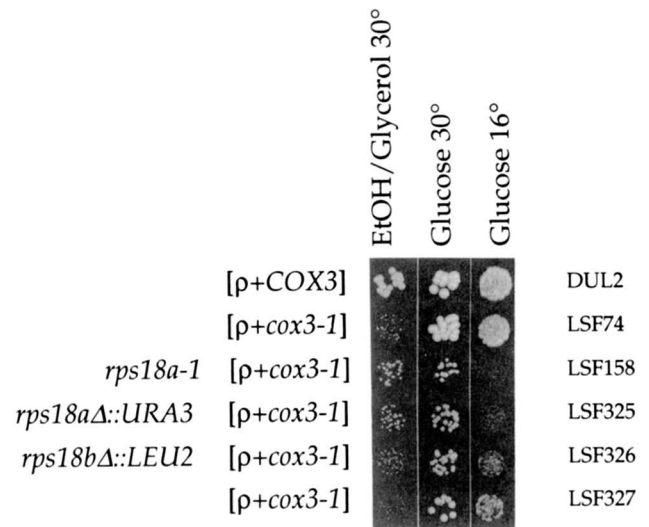 EtOH/Glycerol 30°
Glucose 30°
Glucose 16°
[ρ+COX3] DUL2
[ρ+cox3-1] LSF74
rps18a-1 [ρ+cox3-1] LSF158
rps18aΔ::URA3 [ρ+cox3-1] LSF325
rps18bΔ::LEU2 [ρ+cox3-1] LSF326
[ρ+cox3-1] LSF327